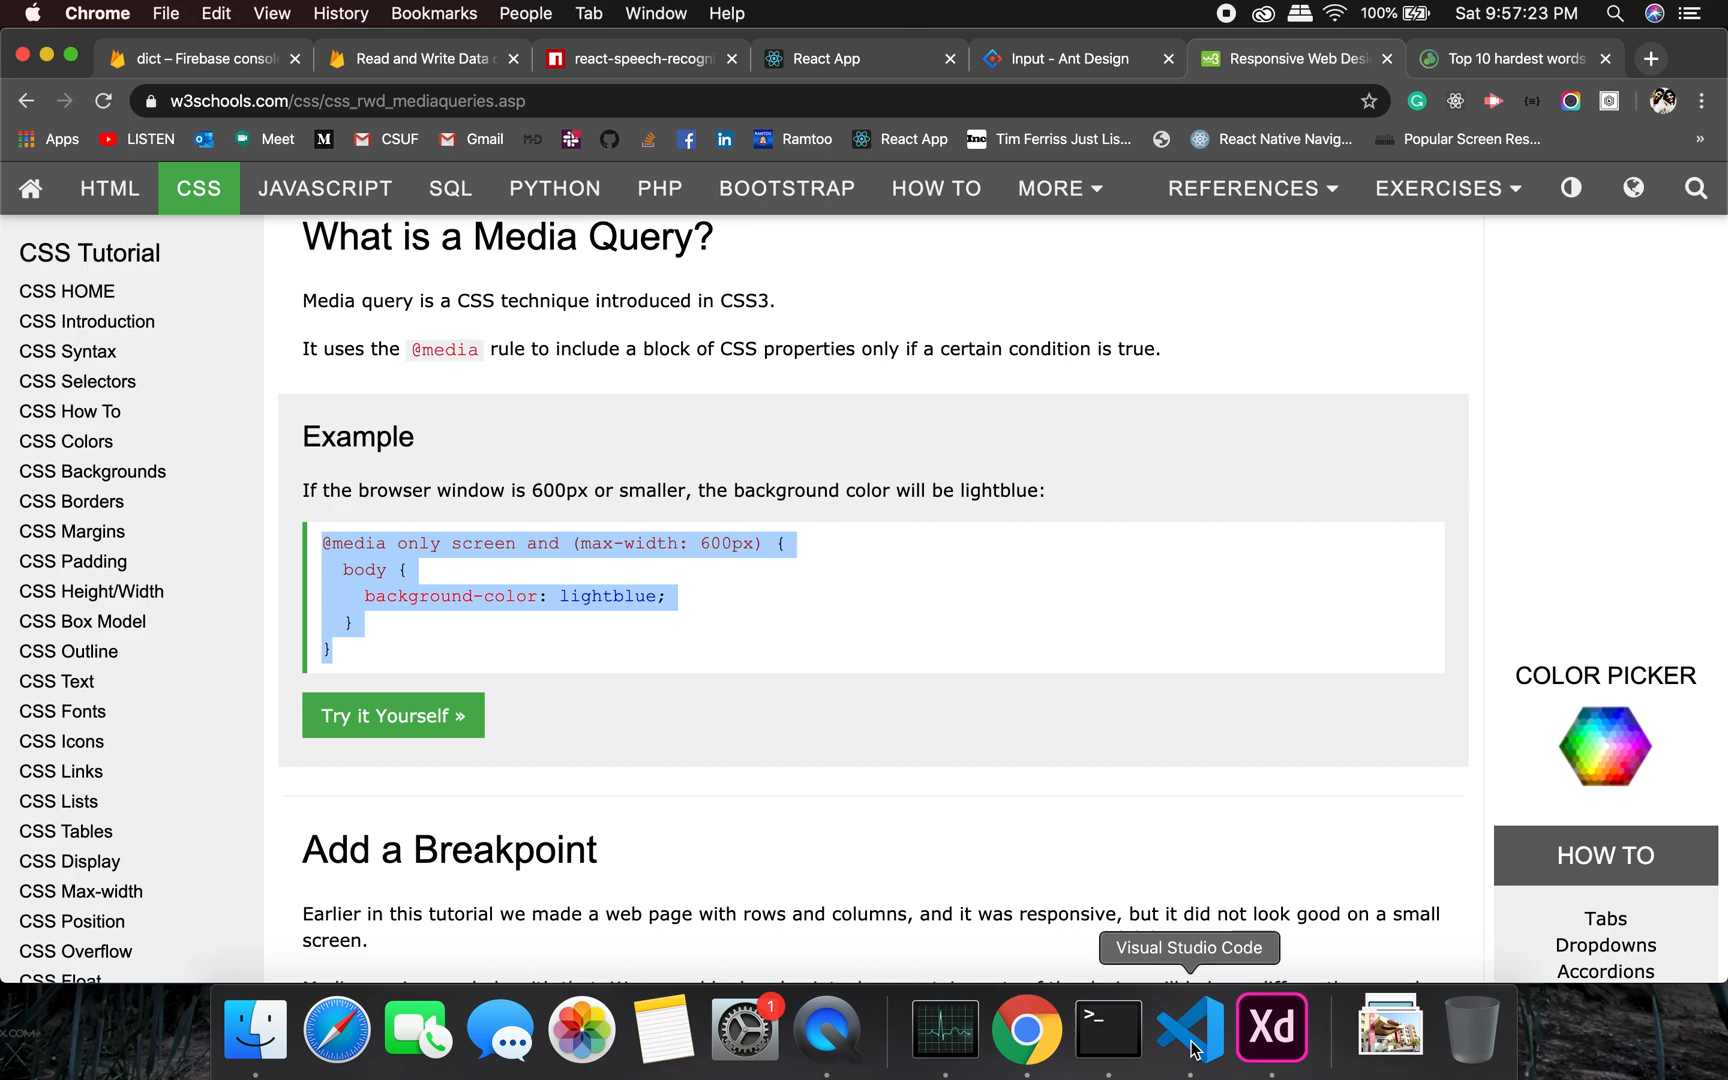 Chrome File Edit View History Bookmarks People Tab Window Help 100% Sat 9:57:23 PM
dict – Firebase consol Read and Write Data react-speech-recogni React App Input - Ant Design Responsive Web Desi Top 10 hardest words
w3schools.com/css/css_rwd_mediaqueries.asp
Apps LISTEN Meet CSUF Gmail Ramtoo React App Tim Ferriss Just Lis... React Native Navig... Popular Screen Res... »
HTML CSS JAVASCRIPT SQL PYTHON PHP BOOTSTRAP HOW TO MORE REFERENCES EXERCISES
CSS Tutorial
CSS HOME
CSS Introduction
CSS Syntax
CSS Selectors
CSS How To
CSS Colors
CSS Backgrounds
CSS Borders
CSS Margins
CSS Padding
CSS Height/Width
CSS Box Model
CSS Outline
CSS Text
CSS Fonts
CSS Icons
CSS Links
CSS Lists
CSS Tables
CSS Display
CSS Max-width
CSS Position
CSS Overflow
CSS Float
What is a Media Query?
Media query is a CSS technique introduced in CSS3.
It uses the @media rule to include a block of CSS properties only if a certain condition is true.
Example
If the browser window is 600px or smaller, the background color will be lightblue:
@media only screen and (max-width: 600px) {
body {
background-color: lightblue;
}
}
Try it Yourself »
Add a Breakpoint
Earlier in this tutorial we made a web page with rows and columns, and it was responsive, but it did not look good on a small
screen.
COLOR PICKER
HOW TO
Tabs
Dropdowns
Accordions
Visual Studio Code
1
>_
Xd